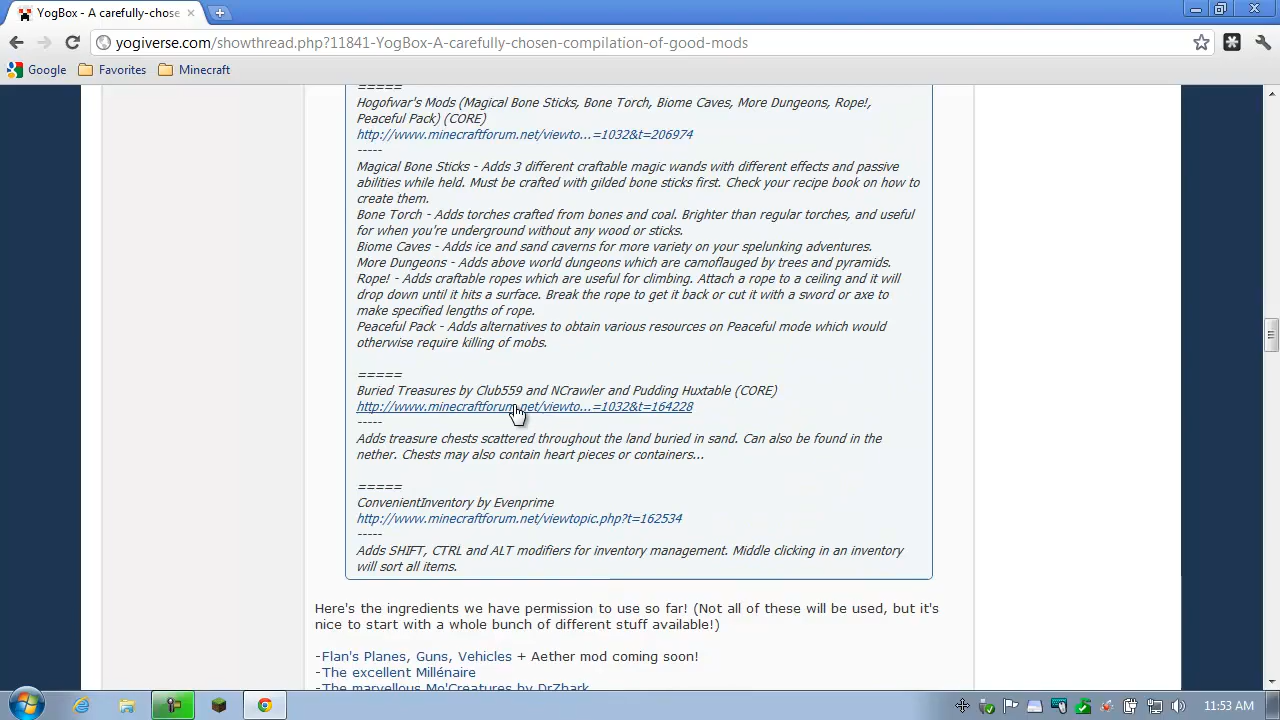 YogBox - A carefully-chose
yogiverse.com/showthread.php?11841-YogBox-A-carefully-chosen-compilation-of-good-mods
Google Favorites Minecraft
=====
Hogofwar's Mods (Magical Bone Sticks, Bone Torch, Biome Caves, More Dungeons, Rope!,
Peaceful Pack) (CORE)
http://www.minecraftforum.net/viewto...=1032&t=206974
-----
Magical Bone Sticks - Adds 3 different craftable magic wands with different effects and passive
abilities while held. Must be crafted with gilded bone sticks first. Check your recipe book on how to
create them.
Bone Torch - Adds torches crafted from bones and coal. Brighter than regular torches, and useful
for when you're underground without any wood or sticks.
Biome Caves - Adds ice and sand caverns for more variety on your spelunking adventures.
More Dungeons - Adds above world dungeons which are camoflauged by trees and pyramids.
Rope! - Adds craftable ropes which are useful for climbing. Attach a rope to a ceiling and it will
drop down until it hits a surface. Break the rope to get it back or cut it with a sword or axe to
make specified lengths of rope.
Peaceful Pack - Adds alternatives to obtain various resources on Peaceful mode which would
otherwise require killing of mobs.
=====
Buried Treasures by Club559 and NCrawler and Pudding Huxtable (CORE)
http://www.minecraftforum.net/viewto...=1032&t=164228
-----
Adds treasure chests scattered throughout the land buried in sand. Can also be found in the
nether. Chests may also contain heart pieces or containers...
=====
ConvenientInventory by Evenprime
http://www.minecraftforum.net/viewtopic.php?t=162534
-----
Adds SHIFT, CTRL and ALT modifiers for inventory management. Middle clicking in an inventory
will sort all items.
Here's the ingredients we have permission to use so far! (Not all of these will be used, but it's
nice to start with a whole bunch of different stuff available!)
-Flan's Planes, Guns, Vehicles + Aether mod coming soon!
-The excellent Millénaire
-The marvellous Mo'Creatures by DrZhark
11:53 AM